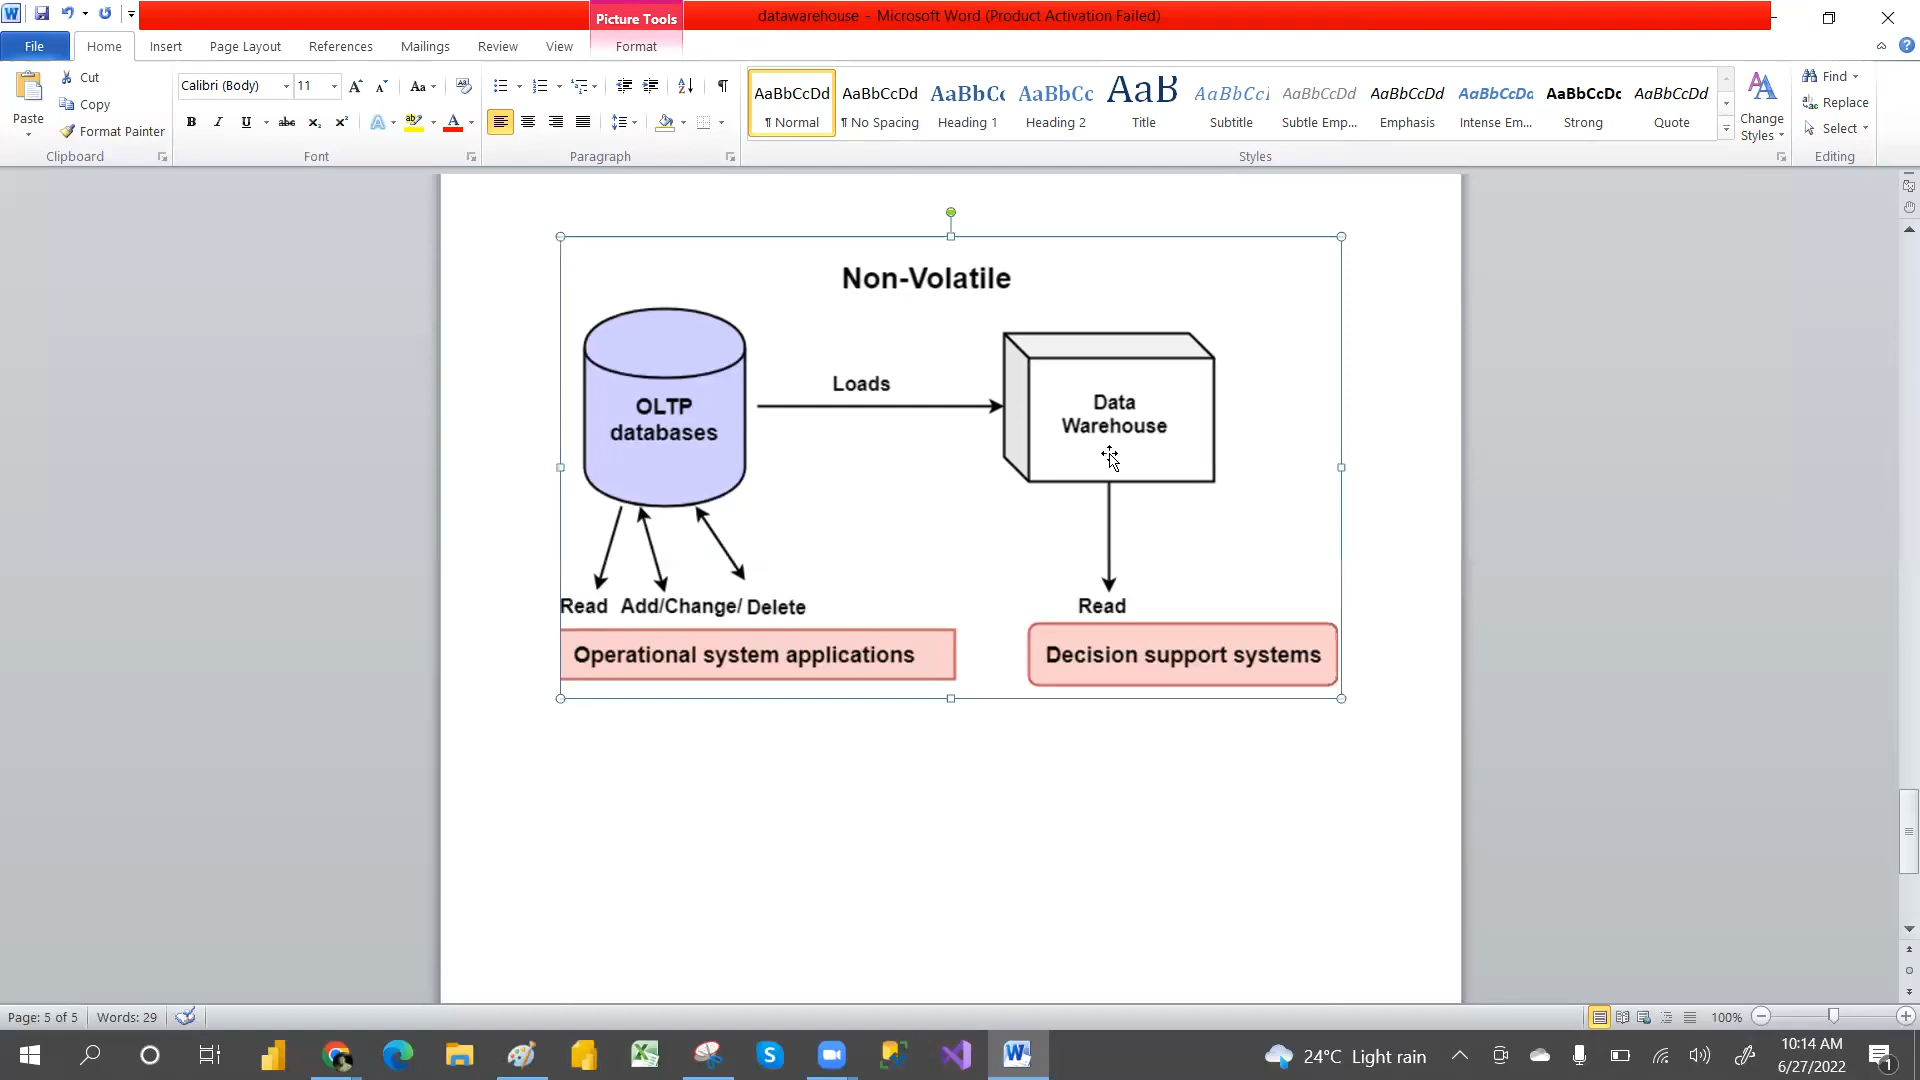 datawarehouse - Microsoft Word (Product Activation Failed)
Picture Tools
File Home Insert Page Layout References Mailings Review View Format
Paste
Cut
Copy
Format Painter
Clipboard
Calibri (Body) 11
Font
Paragraph
AaBbCcDd AaBbCcDd AaBbCc AaBbCc AaB AaBbCcI AaBbCcDd AaBbCcDd AaBbCcDd AaBbCcDc AaBbCcDd
¶ Normal ¶ No Spacing Heading 1 Heading 2 Title Subtitle Subtle Emp... Emphasis Intense Em... Strong Quote
Styles
Change
Styles
Find
Replace
Select
Editing
Non-Volatile
OLTP
databases
Loads
Data
Warehouse
Read Add/Change/ Delete
Read
Operational system applications
Decision support systems
Page: 5 of 5 Words: 29
100%
24°C Light rain
10:14 AM
6/27/2022
1